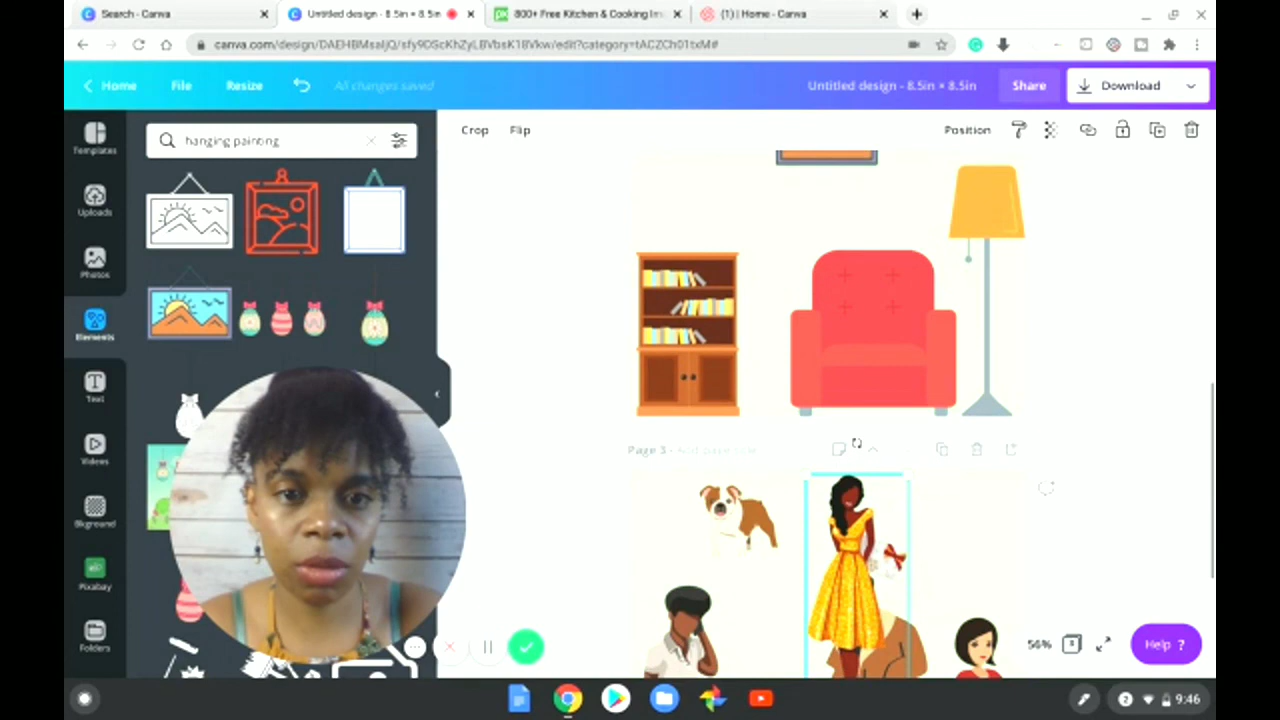 Search - Canva
Untitled design - 8.5in × 8.5in
800+ Free Kitchen & Cooking Im
(1) | Home - Canva
Home
File
Resize
All changes saved
Untitled design - 8.5in × 8.5in
Share
Download
Templates
hanging painting
Crop
Flip
Position
Uploads
Photos
Elements
Text
Page 3 -
Videos
Bkground
Pixabay
Folders
56%
Help ?
2
9:46